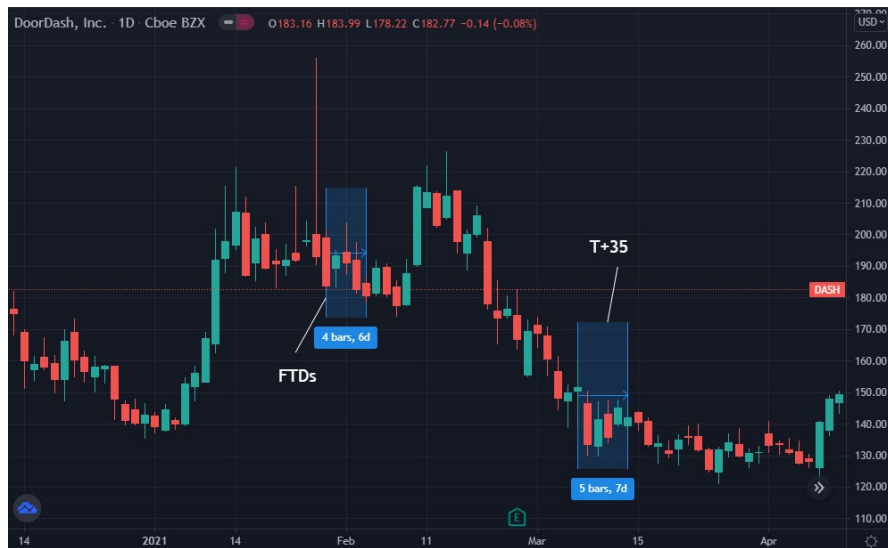 DoorDash, Inc. · 1D · Cboe BZX O183.16 H183.99 L178.22 C182.77 −0.14 (−0.08%)
270.00
USD
260.00
250.00
240.00
230.00
220.00
210.00
200.00
190.00
DASH
180.00
170.00
160.00
150.00
140.00
130.00
120.00
110.00
T+35
4 bars, 6d
FTDs
5 bars, 7d
E
14 2021 14 Feb 11 Mar 15 Apr